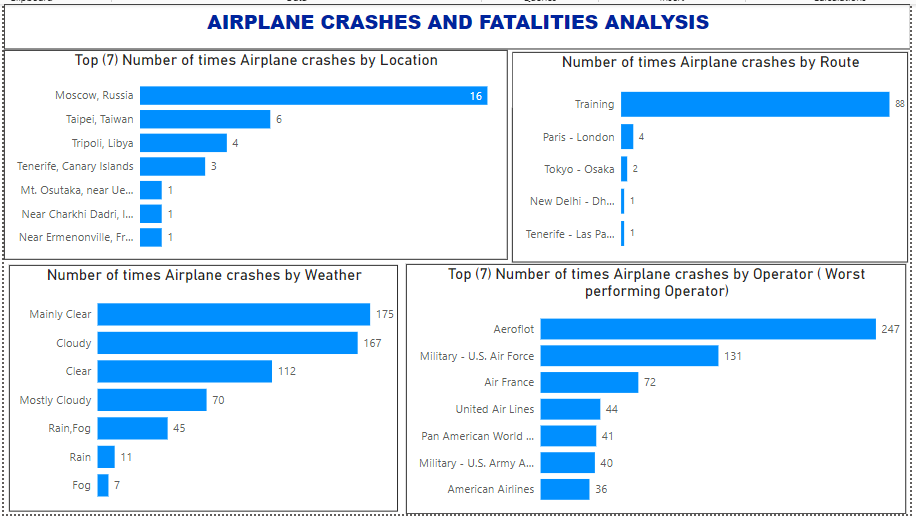 AIRPLANE CRASHES AND FATALITIES ANALYSIS
Top (7) Number of times Airplane crashes by Location
Moscow, Russia 16
Taipei, Taiwan 6
Tripoli, Libya 4
Tenerife, Canary Islands 3
Mt. Osutaka, near Ue... 1
Near Charkhi Dadri, I... 1
Near Ermenonville, Fr... 1
Number of times Airplane crashes by Route
Training 88
Paris - London 4
Tokyo - Osaka 2
New Delhi - Dh... 1
Tenerife - Las Pa... 1
Number of times Airplane crashes by Weather
Mainly Clear 175
Cloudy 167
Clear 112
Mostly Cloudy 70
Rain,Fog 45
Rain 11
Fog 7
Top (7) Number of times Airplane crashes by Operator ( Worst
performing Operator)
Aeroflot 247
Military - U.S. Air Force 131
Air France 72
United Air Lines 44
Pan American World ... 41
Military - U.S. Army A... 40
American Airlines 36